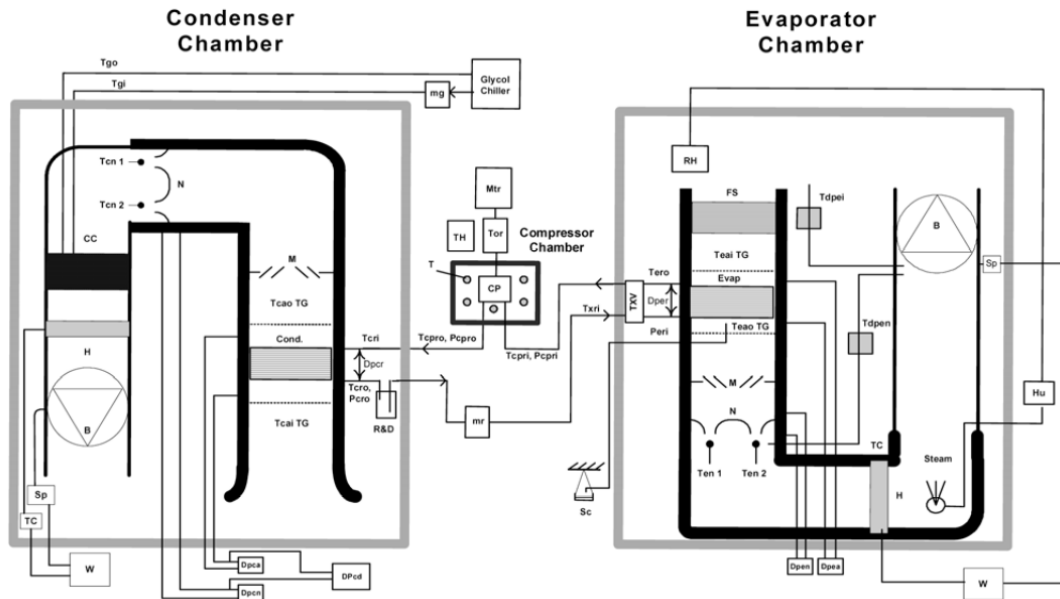 Condenser
Chamber
Evaporator
Chamber
Tgo
Tgi
mg
Glycol
Chiller
Tcn 1
Tcn 2
N
CC
M
Tcao TG
Cond.
Tcai TG
H
B
Sp
TC
W
Dpca
Dpcn
DPcd
Tcri
Dpcr
Tcro,
Pcro
R&D
Tcpro, Pcpro
Mtr
Tor
TH
Compressor
Chamber
T
CP
Tcpri, Pcpri
mr
Txri
TXV
Tero
Dper
Peri
Sc
RH
FS
Teai TG
Evap
Teao TG
M
N
Ten 1
Ten 2
Tdpei
Tdpen
B
Sp
Hu
TC
Steam
H
Dpen
Dpea
W